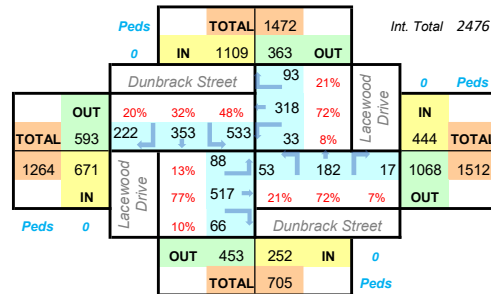 Peds TOTAL 1472 Int. Total 2476
0 IN 1109 363 OUT
Dunbrack Street 93 21% Lacewood Drive 0 Peds
OUT 20% 32% 48% 318 72% IN
TOTAL 593 222 353 533 33 8% 444 TOTAL
1264 671 Lacewood Drive 13% 88 53 182 17 1068 1512
IN 77% 517 21% 72% 7% OUT
Peds 0 10% 66 Dunbrack Street
OUT 453 252 IN 0
TOTAL 705 Peds